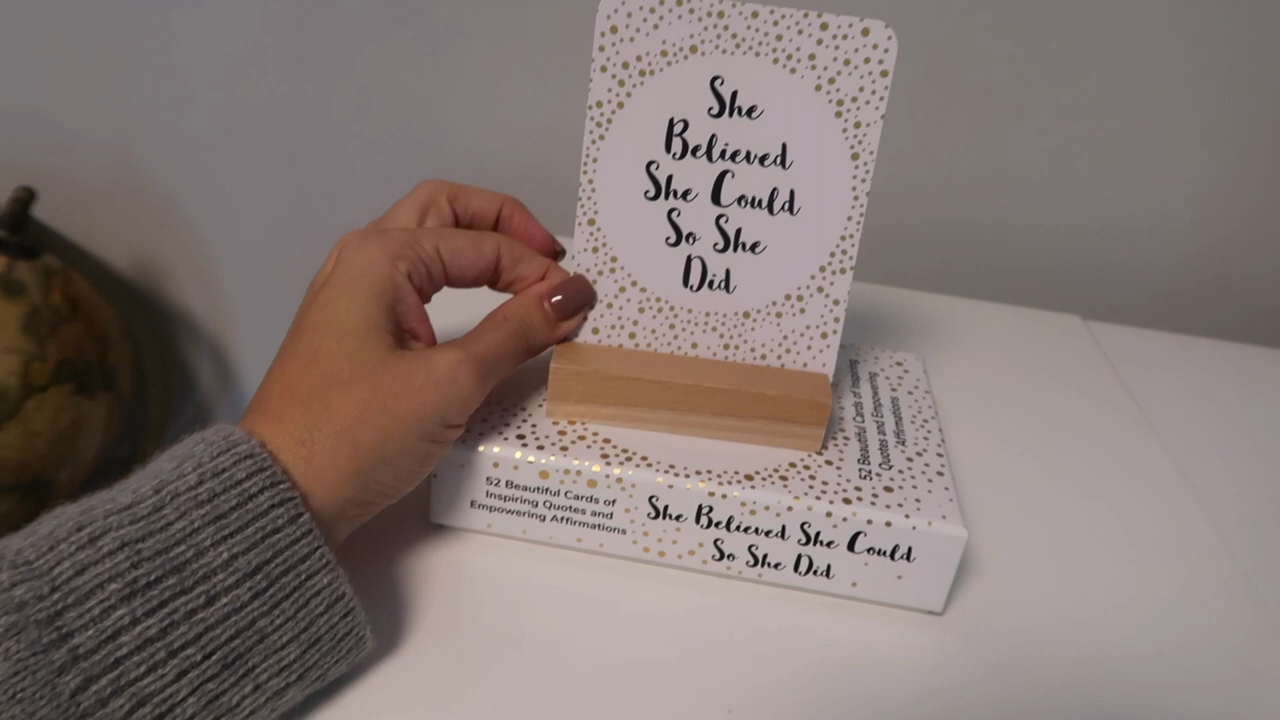 She
Believed
She Could
So She
Did
52 Beautiful Cards of Inspiring
Quotes and Empowering
Affirmations
52 Beautiful Cards of
Inspiring Quotes and
Empowering Affirmations
She Believed She Could
So She Did